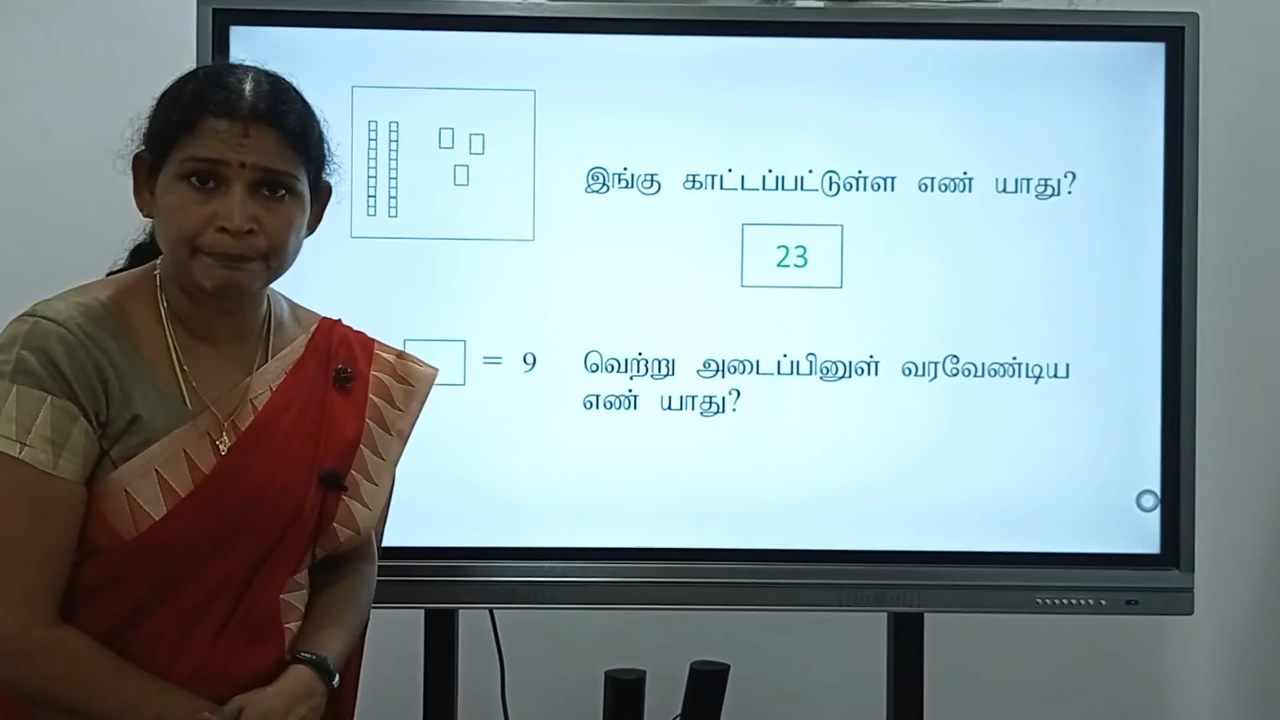 இங்கு காட்டப்பட்டுள்ள எண் யாது?
23
= 9 வெற்று அடைப்பினுள் வரவேண்டிய
எண் யாது?